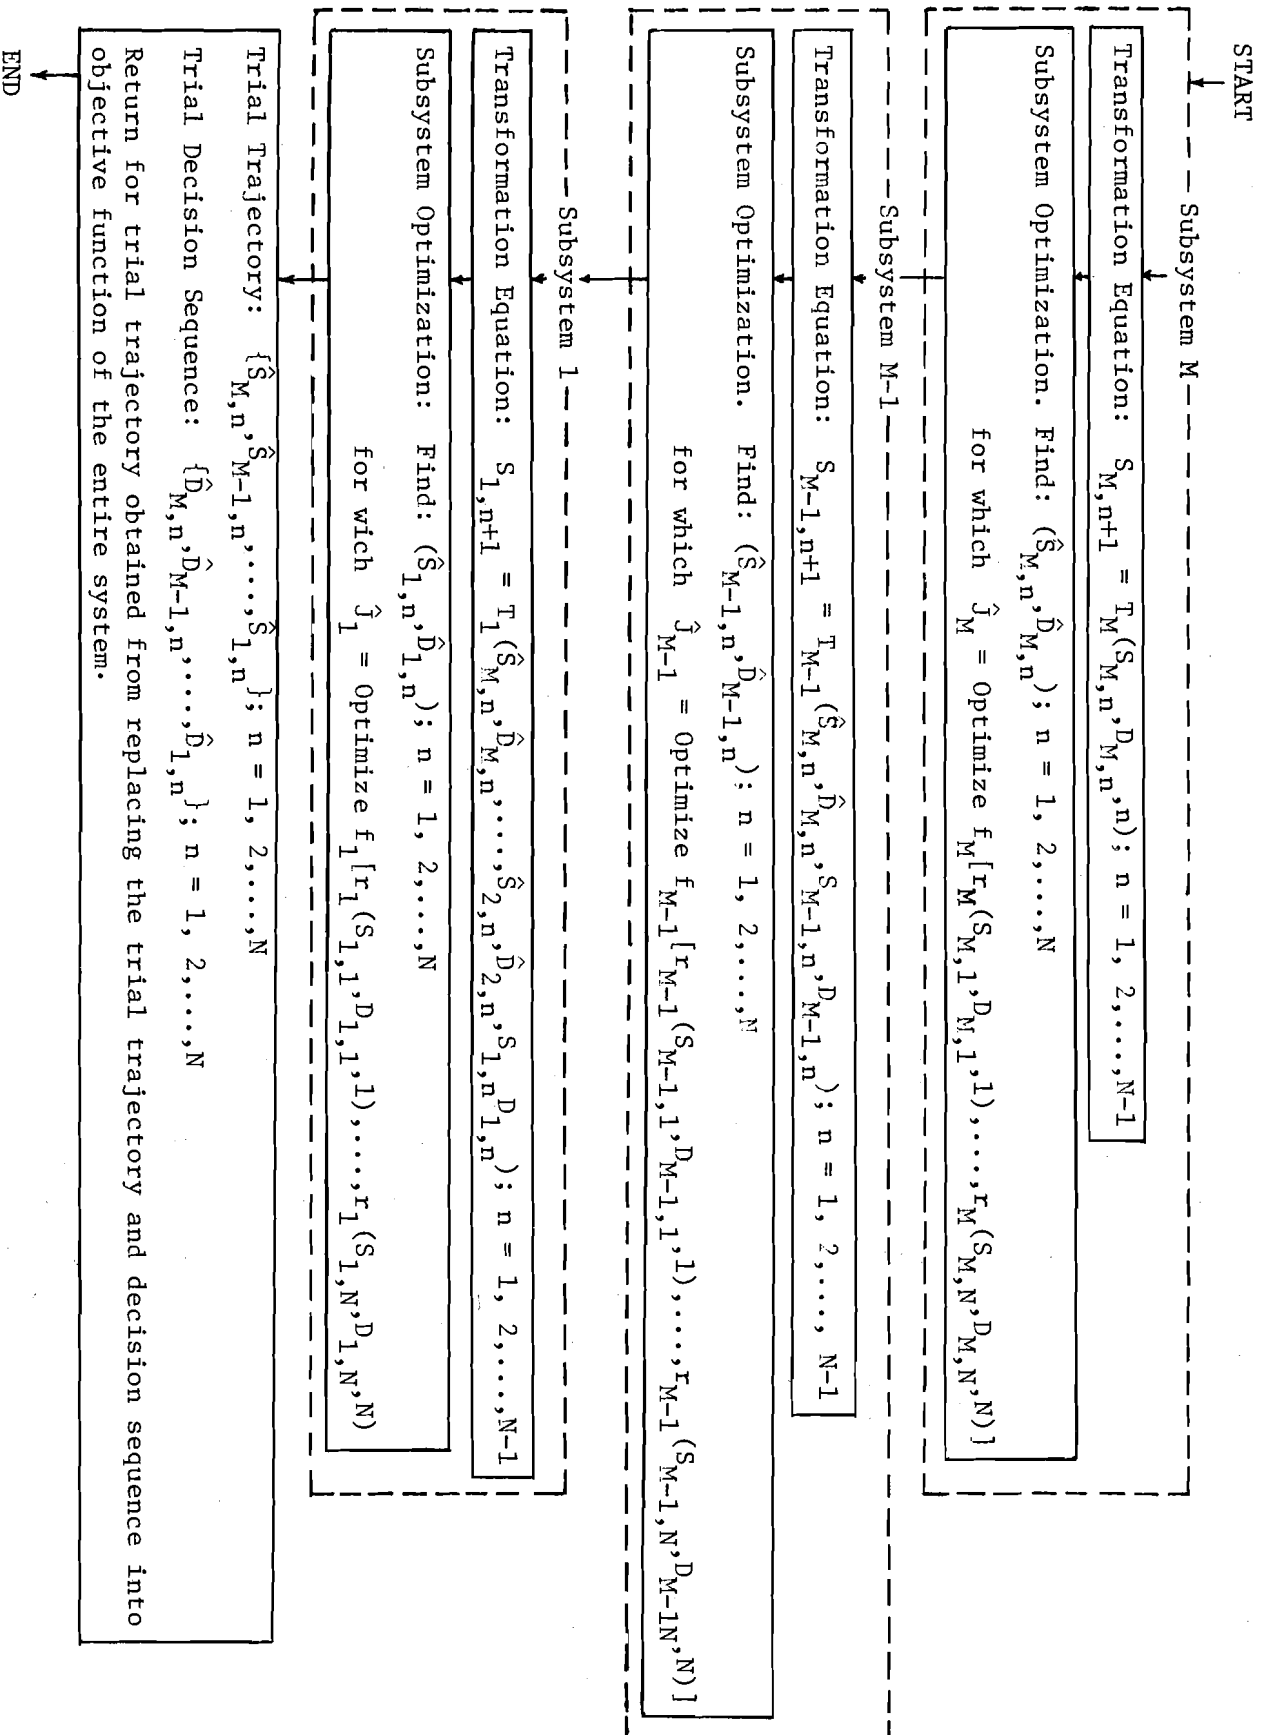 START
Subsystem M
Transformation Equation: S_{M,n+1} = T_M(S_{M,n},D_{M,n},n); n = 1, 2,...,N-1
Subsystem Optimization. Find: (Ŝ_{M,n},D̂_{M,n}); n = 1, 2,...,N
for which Ĵ_M = Optimize f_M[r_M(S_{M,1},D_{M,1},1),...,r_M(S_{M,N},D_{M,N},N)]
Subsystem M-1
Transformation Equation: S_{M-1,n+1} = T_{M-1}(Ŝ_{M,n},D̂_{M,n},S_{M-1,n},D_{M-1,n}); n = 1, 2,..., N-1
Subsystem Optimization. Find: (Ŝ_{M-1,n},D̂_{M-1,n}); n = 1, 2,...,N
for which Ĵ_{M-1} = Optimize f_{M-1}[r_{M-1}(S_{M-1,1},D_{M-1,1},1),...,r_{M-1}(S_{M-1,N},D_{M-1N},N)]
Subsystem 1
Transformation Equation: S_{1,n+1} = T_1(Ŝ_{M,n},D̂_{M,n},...,Ŝ_{2,n},D̂_{2,n},S_{1,n}D_{1,n}); n = 1, 2,...,N-1
Subsystem Optimization: Find: (Ŝ_{1,n},D̂_{1,n}); n = 1, 2,...,N
for wich Ĵ_1 = Optimize f_1[r_1(S_{1,1},D_{1,1},1),...,r_1(S_{1,N},D_{1,N},N)
Trial Trajectory: {Ŝ_{M,n},Ŝ_{M-1,n},...,Ŝ_{1,n}}; n = 1, 2,...,N
Trial Decision Sequence: {D̂_{M,n},D̂_{M-1,n},...,D̂_{1,n}}; n = 1, 2,...,N
Return for trial trajectory obtained from replacing the trial trajectory and decision sequence into
objective function of the entire system.
END